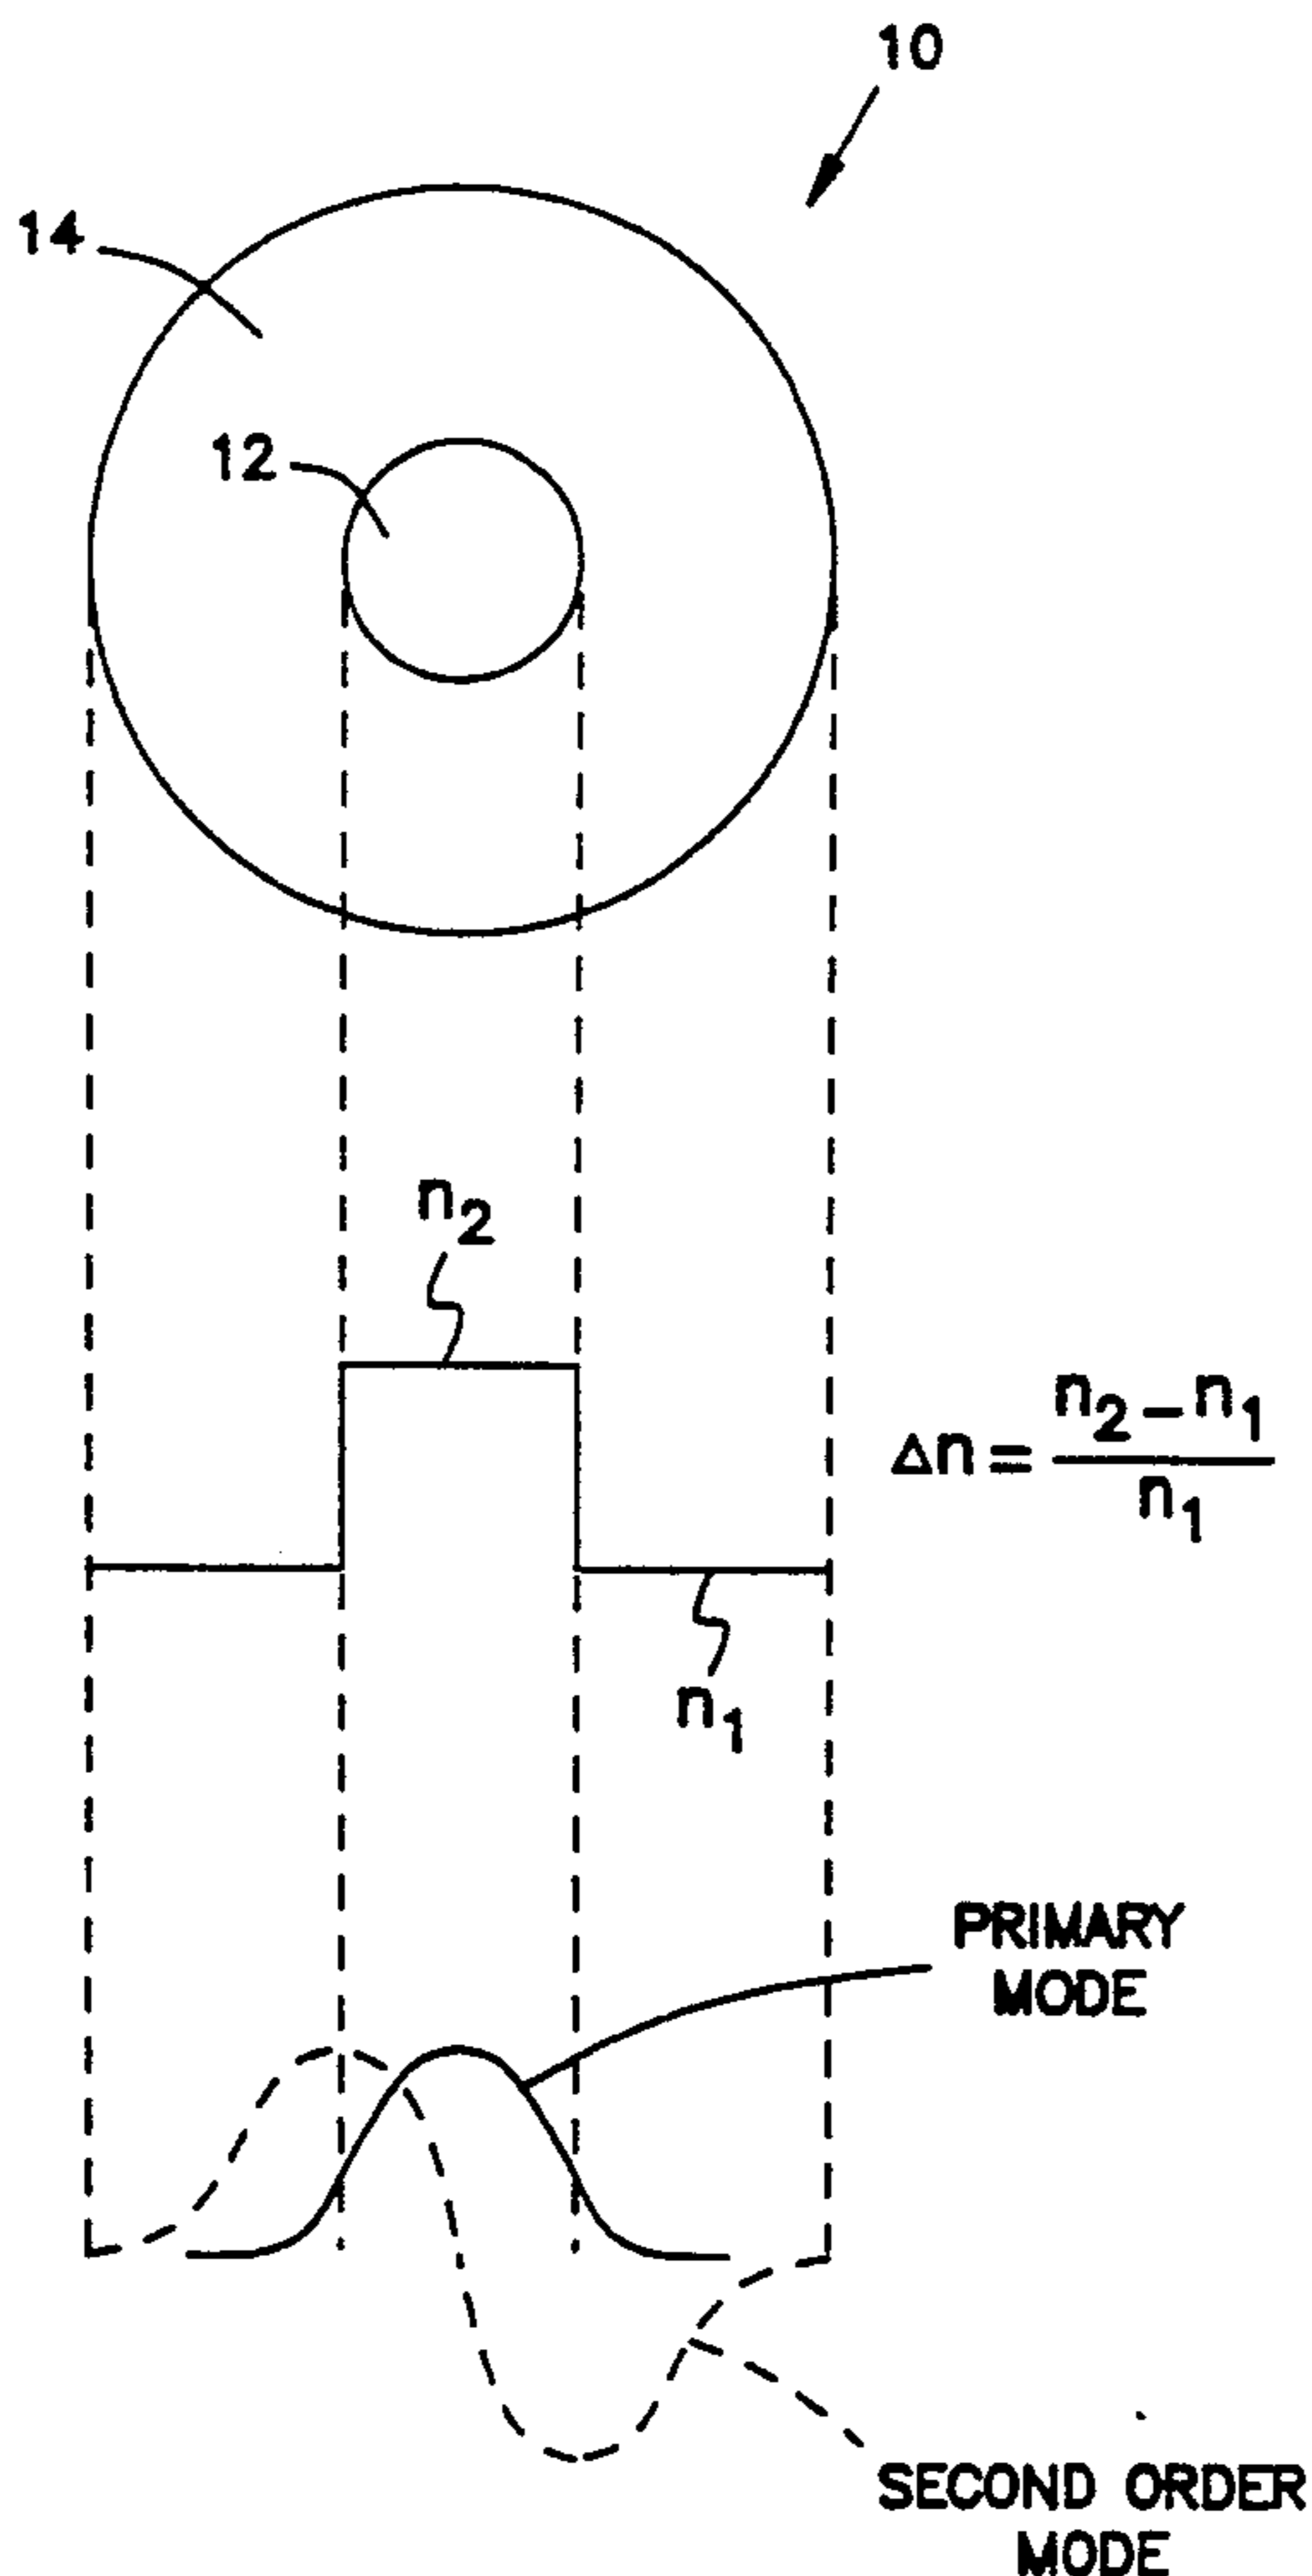 10
14
12
n₂
Δn = (n₂ – n₁) / n₁
n₁
PRIMARY
MODE
SECOND ORDER
MODE